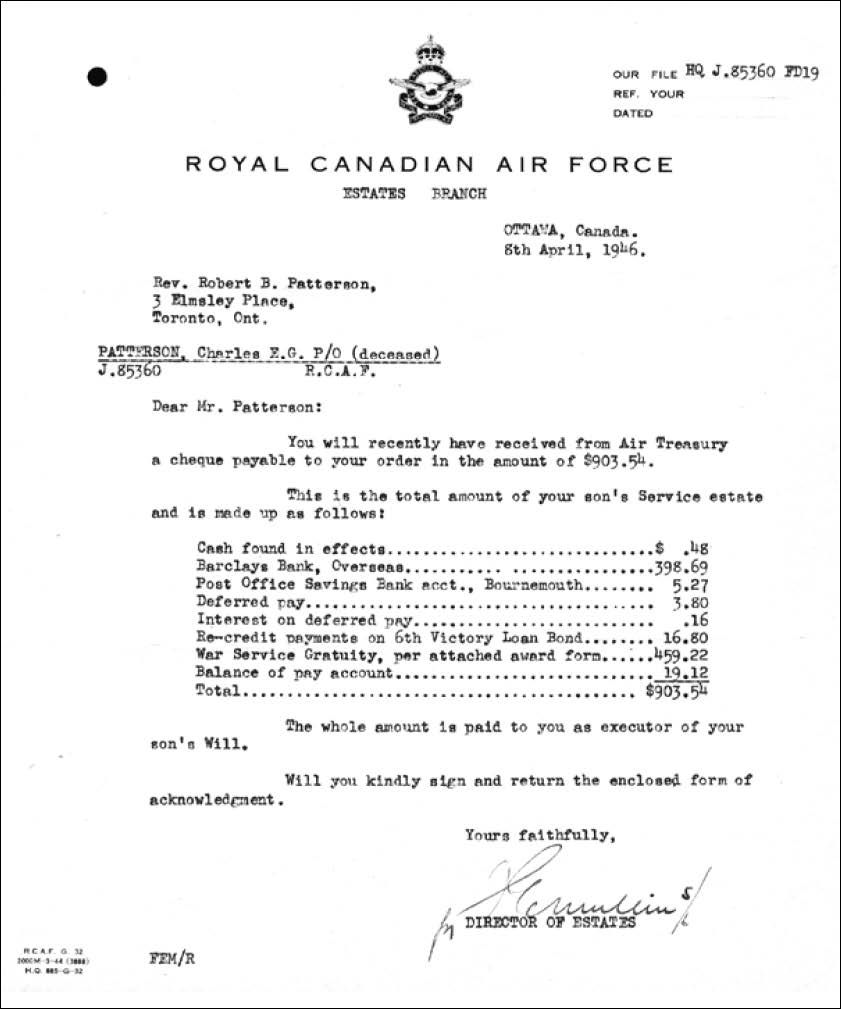 OUR FILE HQ J.85360 FD19
REF. YOUR
DATED
ROYAL CANADIAN AIR FORCE
ESTATES BRANCH
OTTAWA, Canada.
8th April, 1946.
Rev. Robert B. Patterson,
3 Elmsley Place,
Toronto, Ont.
PATTERSON, Charles E.G. P/O (deceased)
J.85360 R.C.A.F.
Dear Mr. Patterson:
You will recently have received from Air Treasury
a cheque payable to your order in the amount of $903.54.
This is the total amount of your son's Service estate
and is made up as follows:
Cash found in effects..............................$ .48
Barclays Bank, Overseas........... ................398.69
Post Office Savings Bank acct., Bournemouth........ 5.27
Deferred pay....................................... 3.80
Interest on deferred pay........................... .16
Re-credit payments on 6th Victory Loan Bond........ 16.80
War Service Gratuity, per attached award form......459.22
Balance of pay account............................. 19.12
Total............................................ $903.54
The whole amount is paid to you as executor of your
son's Will.
Will you kindly sign and return the enclosed form of
acknowledgment.
Yours faithfully,
DIRECTOR OF ESTATES
R.C.A.F. G. 32
200CM-3-44 (3888)
H.Q. 885-G-32
FEM/R